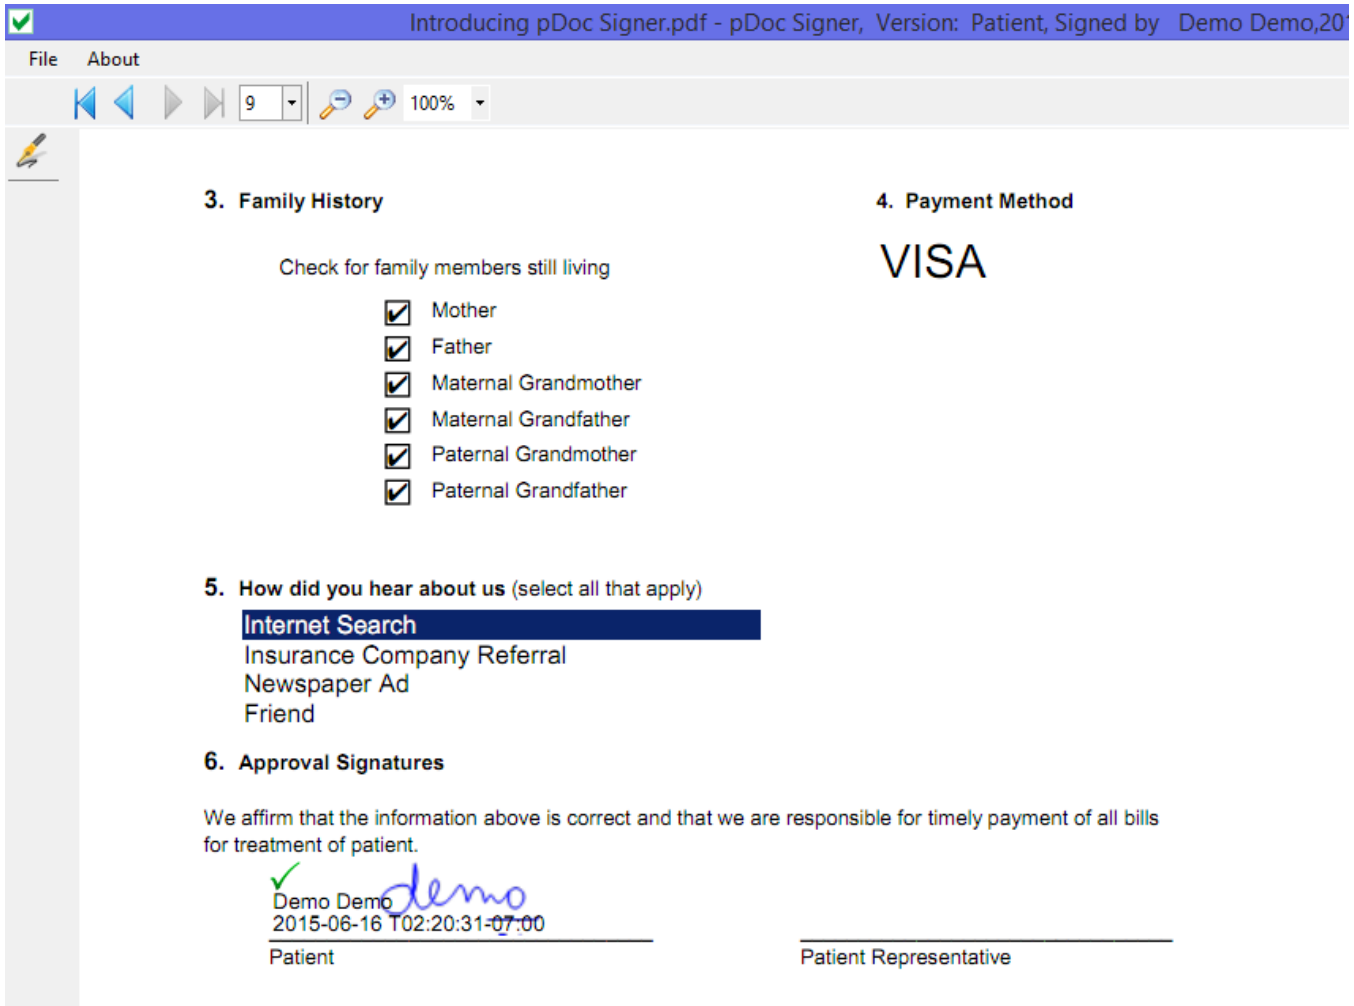 Introducing pDoc Signer.pdf - pDoc Signer, Version: Patient, Signed by Demo Demo,201
File About
9 100%
3. Family History
4. Payment Method
Check for family members still living
VISA
Mother
Father
Maternal Grandmother
Maternal Grandfather
Paternal Grandmother
Paternal Grandfather
5. How did you hear about us (select all that apply)
Internet Search
Insurance Company Referral
Newspaper Ad
Friend
6. Approval Signatures
We affirm that the information above is correct and that we are responsible for timely payment of all bills
for treatment of patient.
demo
Demo Demo
2015-06-16 T02:20:31-07:00
Patient
Patient Representative